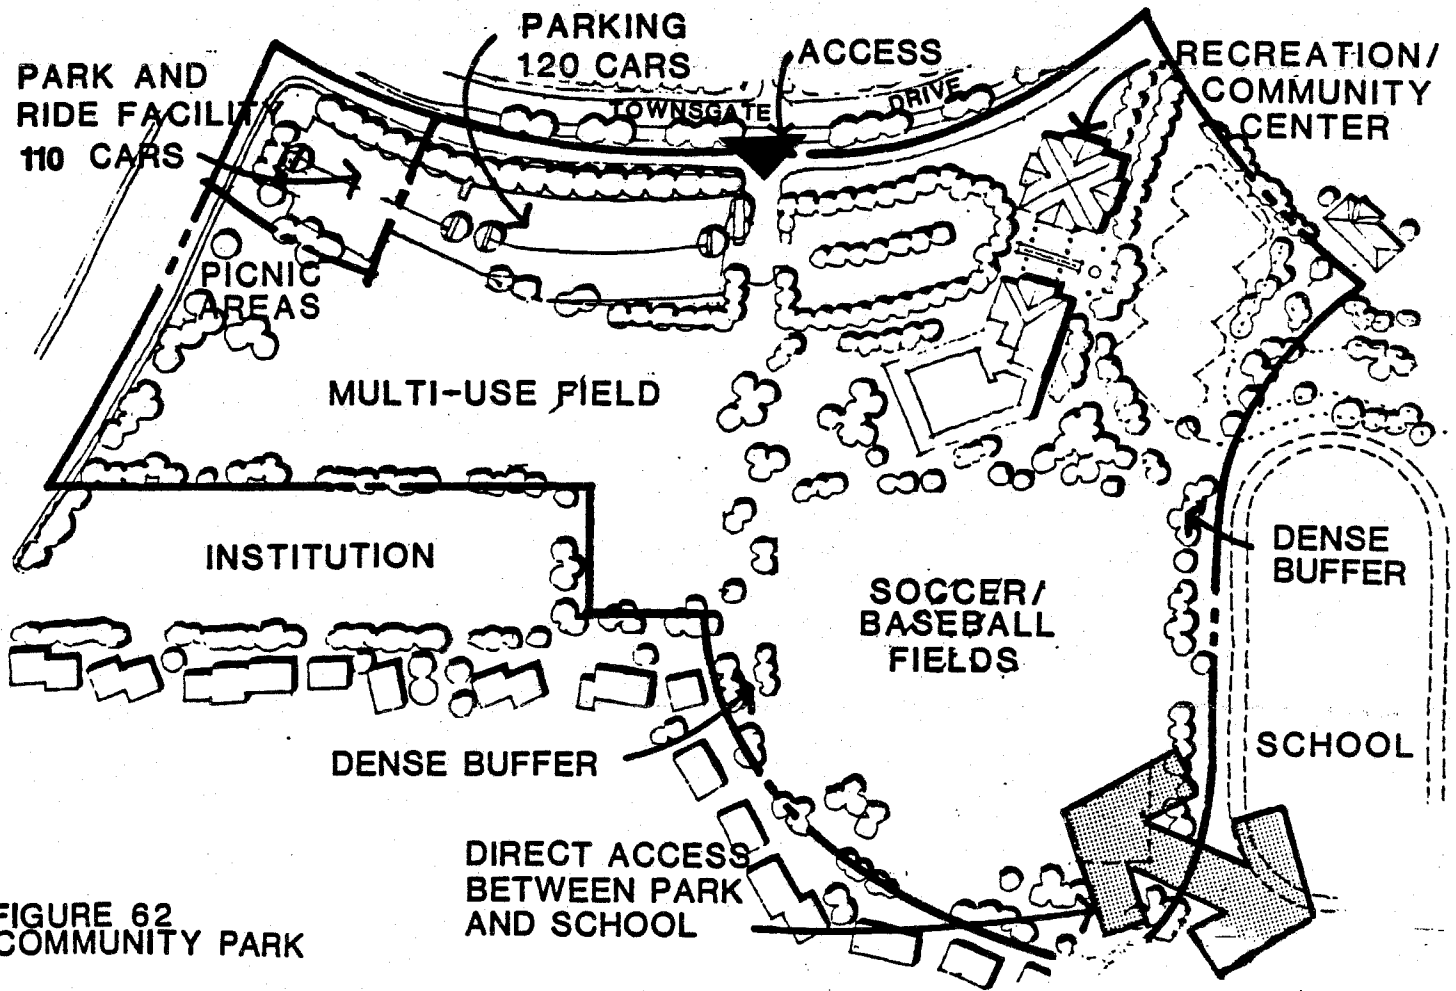 PARKING
120 CARS
ACCESS
RECREATION/
COMMUNITY
CENTER
PARK AND
RIDE FACILITY
110 CARS
TOWNSGATE DRIVE
PICNIC
AREAS
MULTI-USE FIELD
INSTITUTION
DENSE
BUFFER
SOCCER/
BASEBALL
FIELDS
SCHOOL
DENSE BUFFER
DIRECT ACCESS
BETWEEN PARK
AND SCHOOL
FIGURE 62
COMMUNITY PARK